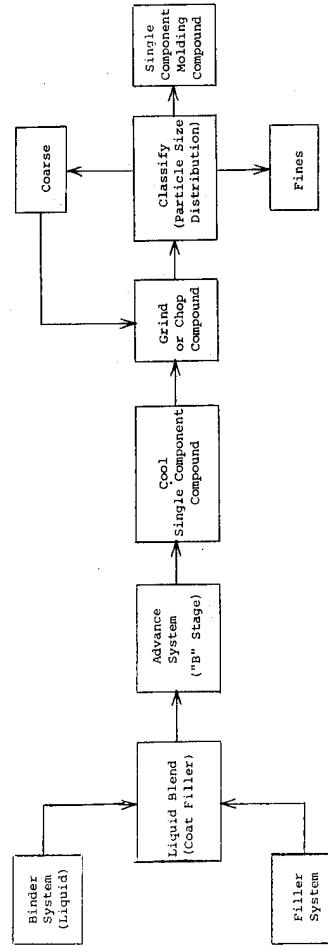 Binder
System
(Liquid)
Filler
System
Liquid Blend
(Coat Filler)
Advance
System
("B" Stage)
Cool
Single Component
Compound
Grind
or Chop
Compound
Coarse
Classify
(Particle Size
Distribution)
Fines
Single
Component
Molding
Compound